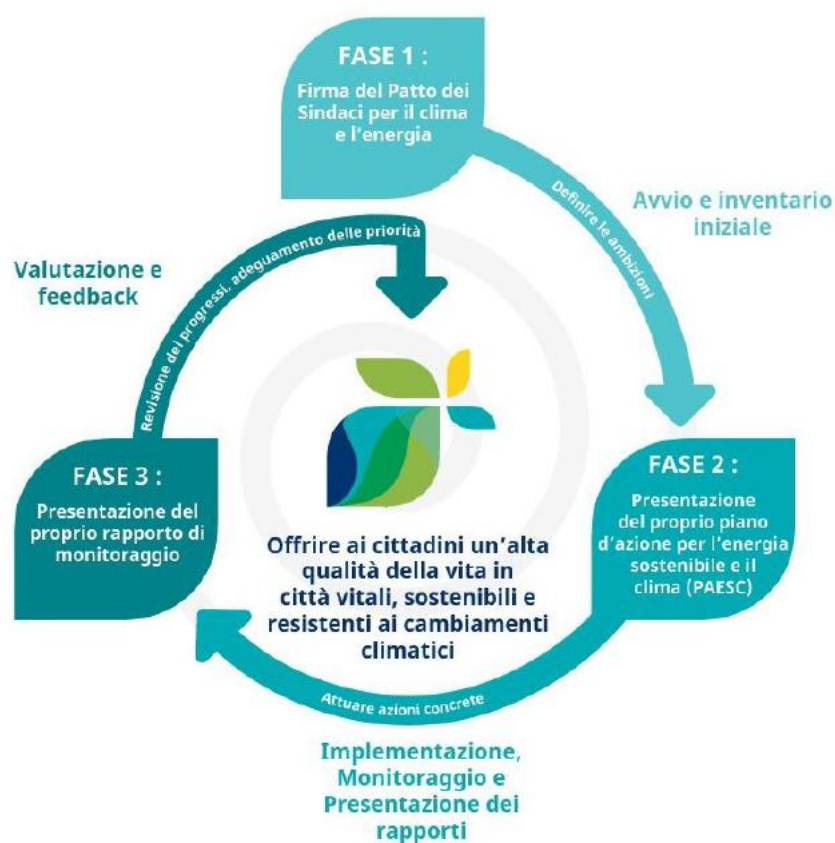 FASE 1 :
Firma del Patto dei
Sindaci per il clima
e l'energia
Definire le ambizioni
Avvio e inventario
iniziale
FASE 2 :
Presentazione
del proprio piano
d'azione per l'energia
sostenibile e il
clima (PAESC)
Attuare azioni concrete
Implementazione,
Monitoraggio e
Presentazione dei
rapporti
FASE 3 :
Presentazione del
proprio rapporto di
monitoraggio
Revisione dei progressi, adeguamento delle priorità
Valutazione e
feedback
Offrire ai cittadini un'alta
qualità della vita in
città vitali, sostenibili e
resistenti ai cambiamenti
climatici